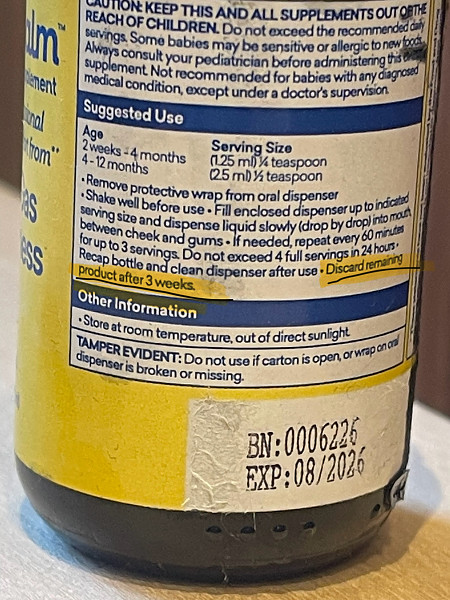 CAUTION: KEEP THIS AND ALL SUPPLEMENTS OUT OF THE
REACH OF CHILDREN. Do not exceed the recommended daily
servings. Some babies may be sensitive or allergic to new foods.
Always consult your pediatrician before administering this
supplement. Not recommended for babies with any diagnosed
medical condition, except under a doctor's supervision.
Suggested Use
Age Serving Size
2 weeks - 4 months (1.25 ml) ¼ teaspoon
4 - 12 months (2.5 ml) ½ teaspoon
• Remove protective wrap from oral dispenser
• Shake well before use • Fill enclosed dispenser up to indicated
serving size and dispense liquid slowly (drop by drop) into mouth,
between cheek and gums • If needed, repeat every 60 minutes
for up to 3 servings. Do not exceed 4 full servings in 24 hours •
Recap bottle and clean dispenser after use • Discard remaining
product after 3 weeks.
Other Information
• Store at room temperature, out of direct sunlight.
TAMPER EVIDENT: Do not use if carton is open, or wrap on oral
dispenser is broken or missing.
BN:0006226
EXP:08/2026
alm™
from**